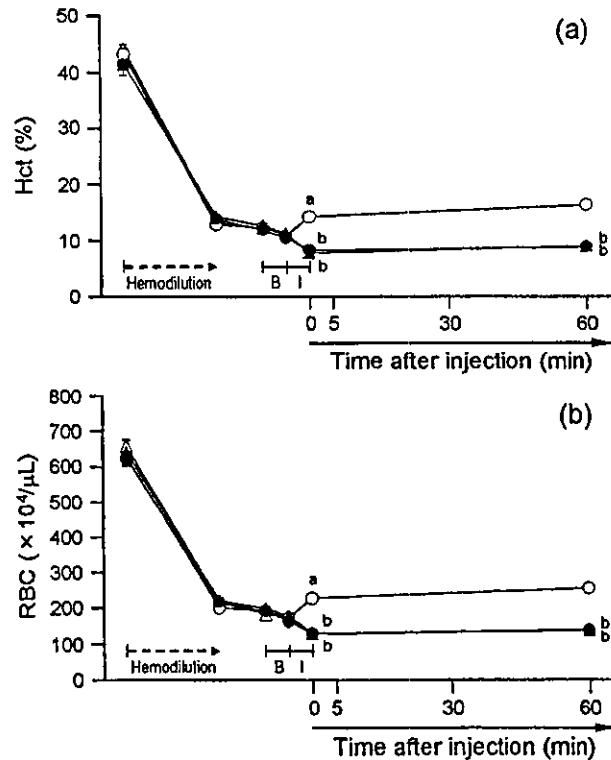 (a)
Hct (%)
50
40
30
20
10
0
a
b
b
b
b
Hemodilution
B I
0 5 30 60
Time after injection (min)
(b)
RBC (×10⁴/μL)
800
700
600
500
400
300
200
100
0
a
b
b
b
b
Hemodilution
B I
0 5 30 60
Time after injection (min)